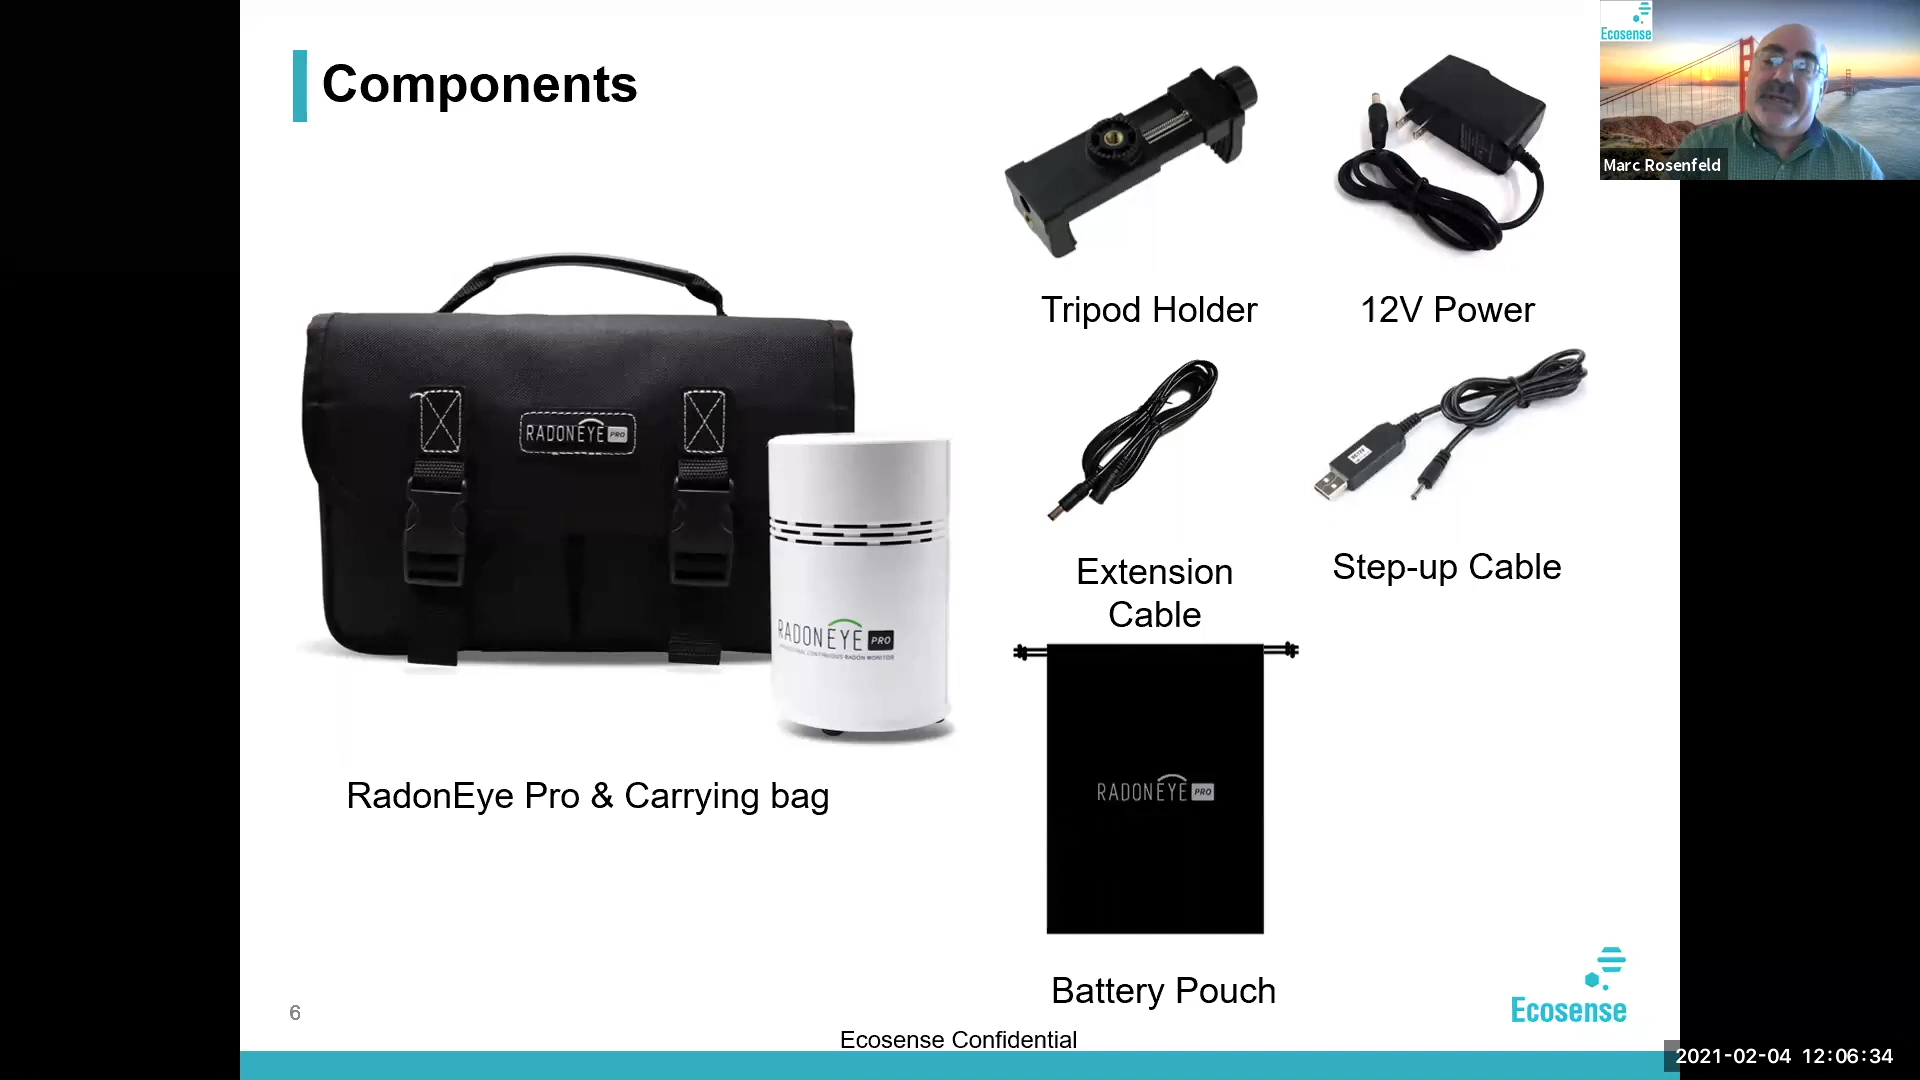 Components
Ecosense
Marc Rosenfeld
Tripod Holder
12V Power
RADONEYE PRO
RADONEYE PRO
Extension
Cable
Step-up Cable
RadonEye Pro & Carrying bag
RADONEYE PRO
Battery Pouch
6
Ecosense
Ecosense Confidential
2021-02-04 12:06:34